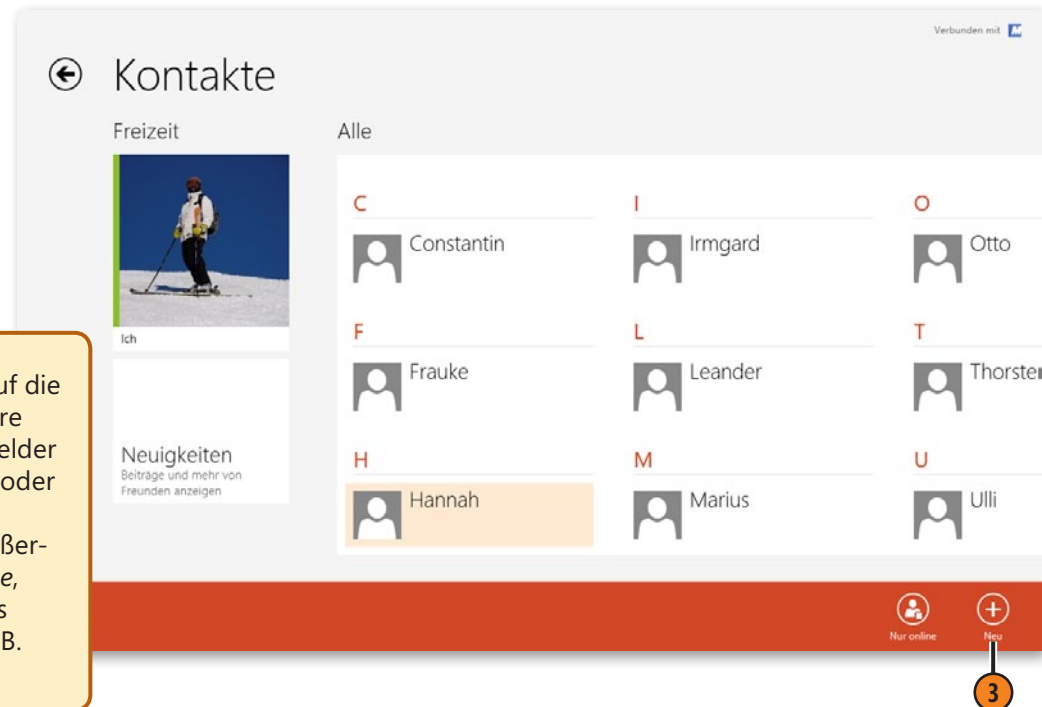 Verbunden mit
Kontakte
Freizeit
Alle
Ich
Neuigkeiten
Beiträge und mehr von
Freunden anzeigen
C
Constantin
F
Frauke
H
Hannah
I
Irmgard
L
Leander
M
Marius
O
Otto
T
Thorsten
U
Ulli
uf die
re
elder
oder
ßer-
e,
s
B.
Nur online
Neu
3